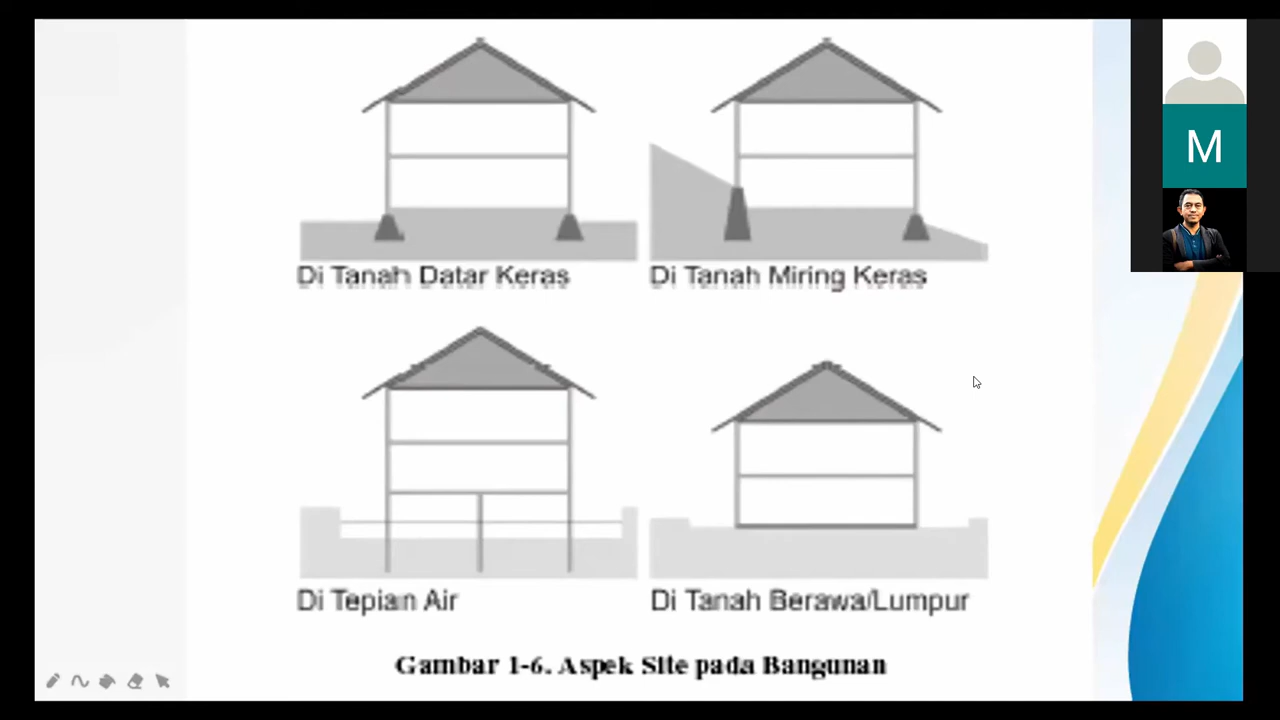 Di Tanah Datar Keras
Di Tanah Miring Keras
Di Tepian Air
Di Tanah Berawa/Lumpur
Gambar 1-6. Aspek Site pada Bangunan
M